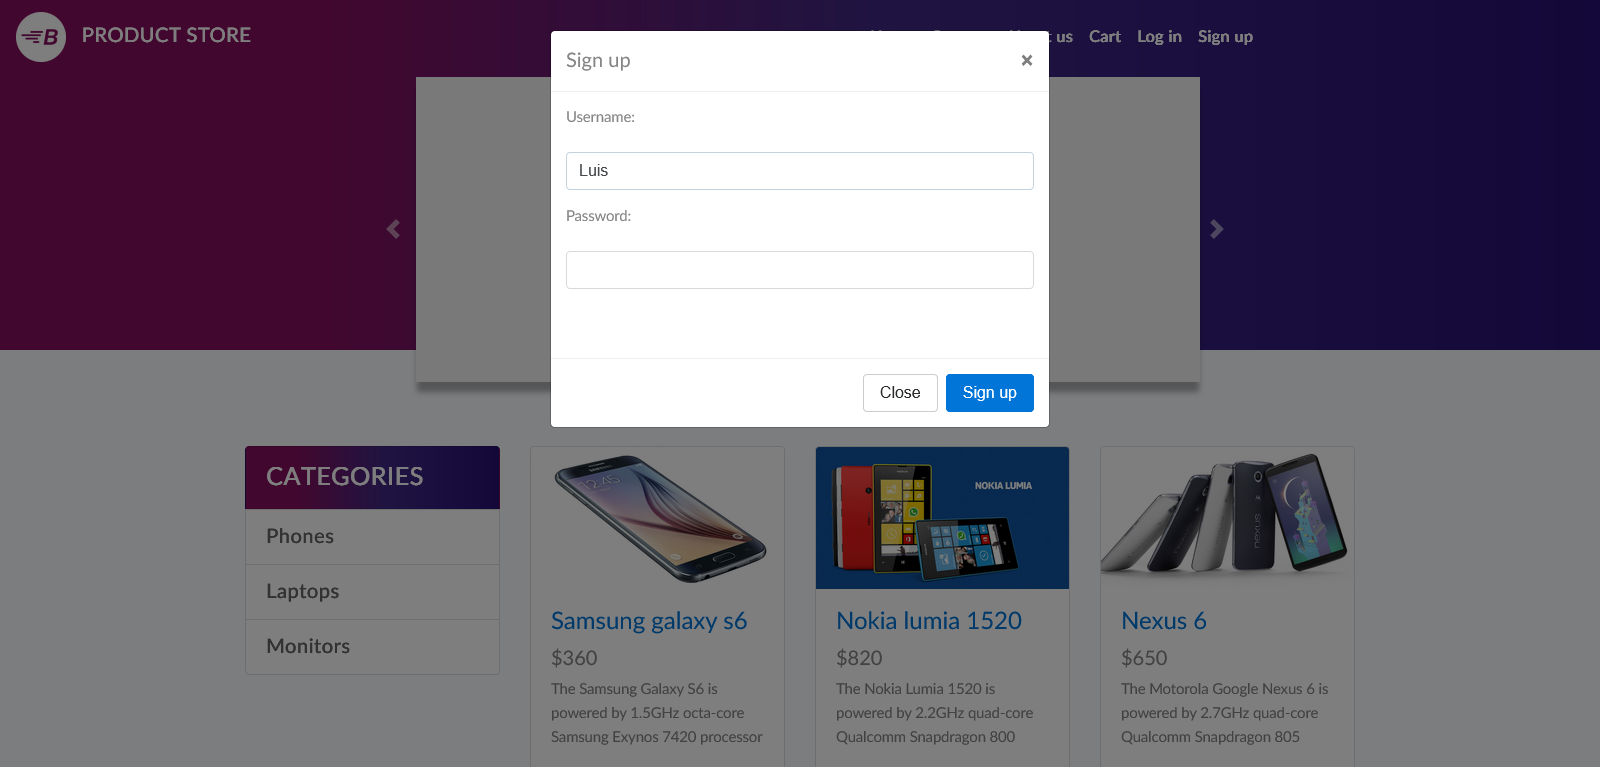 B PRODUCT STORE
t us Cart Log in Sign up
Sign up ×
Username:
Luis
Password:
Close Sign up
CATEGORIES
Phones
Laptops
Monitors
12:45
Samsung galaxy s6
$360
The Samsung Galaxy S6 is
powered by 1.5GHz octa-core
Samsung Exynos 7420 processor
NOKIA LUMIA
Nokia lumia 1520
$820
The Nokia Lumia 1520 is
powered by 2.2GHz quad-core
Qualcomm Snapdragon 800
nexus
Nexus 6
$650
The Motorola Google Nexus 6 is
powered by 2.7GHz quad-core
Qualcomm Snapdragon 805